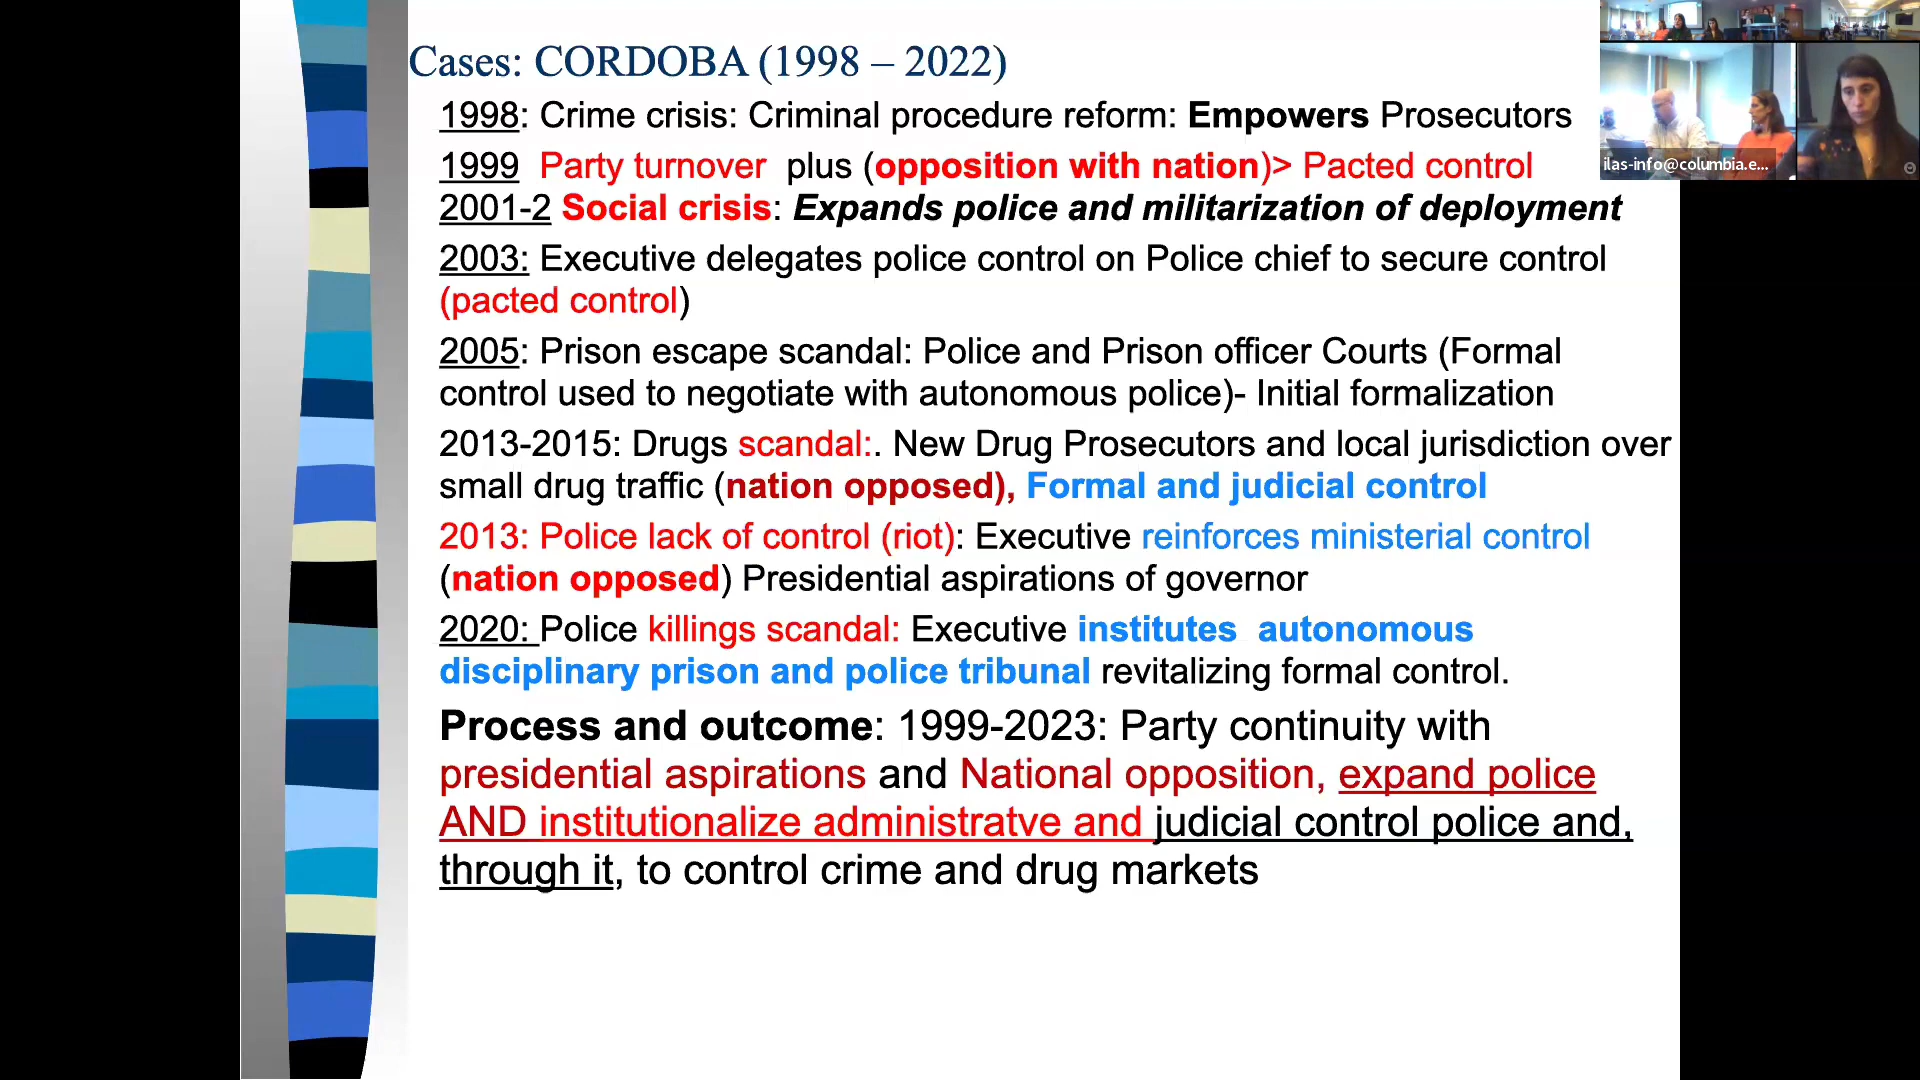 Cases: CORDOBA (1998 – 2022)
1998: Crime crisis: Criminal procedure reform: Empowers Prosecutors
1999 Party turnover plus (opposition with nation)> Pacted control
2001-2 Social crisis: Expands police and militarization of deployment
2003: Executive delegates police control on Police chief to secure control
(pacted control)
2005: Prison escape scandal: Police and Prison officer Courts (Formal
control used to negotiate with autonomous police)- Initial formalization
2013-2015: Drugs scandal:. New Drug Prosecutors and local jurisdiction over
small drug traffic (nation opposed), Formal and judicial control
2013: Police lack of control (riot): Executive reinforces ministerial control
(nation opposed) Presidential aspirations of governor
2020: Police killings scandal: Executive institutes autonomous
disciplinary prison and police tribunal revitalizing formal control.
Process and outcome: 1999-2023: Party continuity with
presidential aspirations and National opposition, expand police
AND institutionalize administratve and judicial control police and,
through it, to control crime and drug markets
ilas-info@columbia.e...